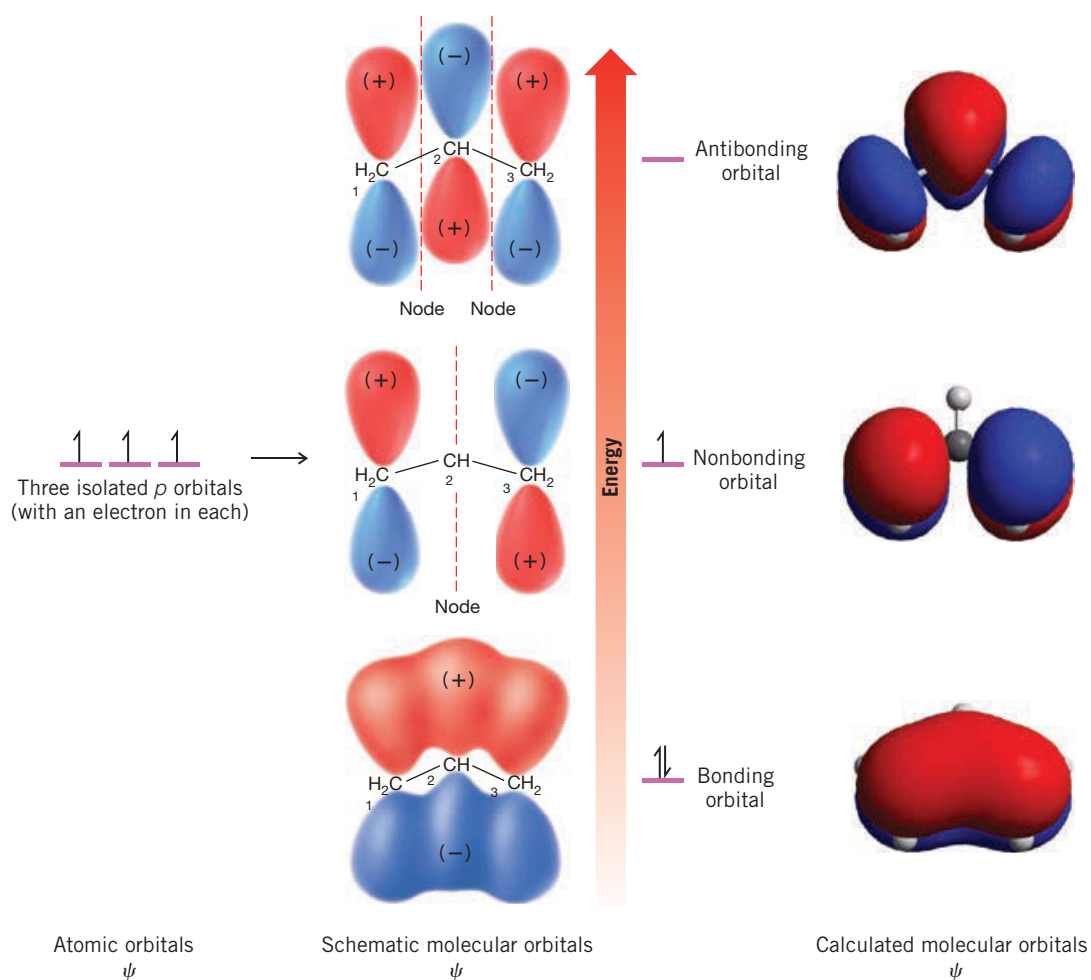 (–)
(+)
(+)
CH
2
H₂C
1
3
CH₂
(–)
(+)
(–)
Node
Node
Antibonding
orbital
(+)
(–)
CH
2
H₂C
1
3
CH₂
(–)
(+)
Node
Three isolated p orbitals
(with an electron in each)
Energy
Nonbonding
orbital
(+)
CH
2
H₂C
1
3
CH₂
(–)
Bonding
orbital
Atomic orbitals
ψ
Schematic molecular orbitals
ψ
Calculated molecular orbitals
ψ